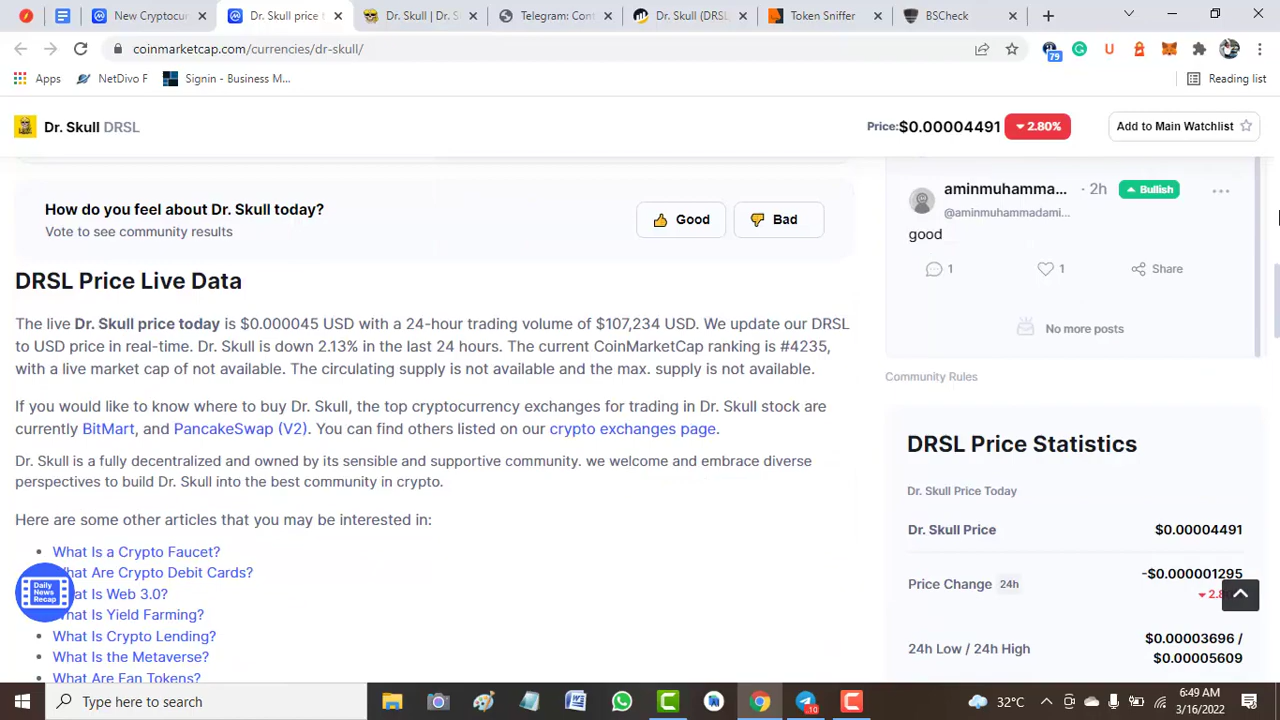 New Cryptocur
Dr. Skull price t
Dr. Skull | Dr. S
Telegram: Cont
Dr. Skull (DRSL
Token Sniffer
BSCheck
coinmarketcap.com/currencies/dr-skull/
79
U
Apps
NetDivo F
Signin - Business M...
Reading list
Dr. Skull DRSL
Price: $0.00004491
2.80%
Add to Main Watchlist
How do you feel about Dr. Skull today?
Vote to see community results
Good
Bad
DRSL Price Live Data
The live Dr. Skull price today is $0.000045 USD with a 24-hour trading volume of $107,234 USD. We update our DRSL
to USD price in real-time. Dr. Skull is down 2.13% in the last 24 hours. The current CoinMarketCap ranking is #4235,
with a live market cap of not available. The circulating supply is not available and the max. supply is not available.
If you would like to know where to buy Dr. Skull, the top cryptocurrency exchanges for trading in Dr. Skull stock are
currently BitMart, and PancakeSwap (V2). You can find others listed on our crypto exchanges page.
Dr. Skull is a fully decentralized and owned by its sensible and supportive community. we welcome and embrace diverse
perspectives to build Dr. Skull into the best community in crypto.
Here are some other articles that you may be interested in:
What Is a Crypto Faucet?
What Are Crypto Debit Cards?
What Is Web 3.0?
What Is Yield Farming?
What Is Crypto Lending?
What Is the Metaverse?
What Are Fan Tokens?
Daily
News
Recap
aminmuhamma... · 2h
Bullish
@aminmuhammadami...
good
1
1
Share
No more posts
Community Rules
DRSL Price Statistics
Dr. Skull Price Today
Dr. Skull Price
$0.00004491
Price Change 24h
-$0.000001295
2.8
24h Low / 24h High
$0.00003696 /
$0.00005609
Type here to search
10
32°C
6:49 AM
3/16/2022